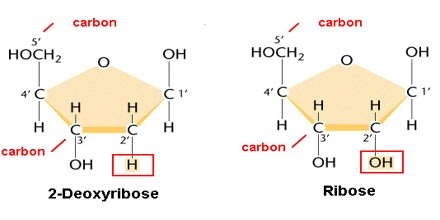 carbon
5′
HOCH2 O OH
4′ C C 1′
H H H H
carbon C 3′ 2′ C
OH H
2-Deoxyribose
carbon
5′
HOCH2 O OH
4′ C C 1′
H H H H
carbon C 3′ 2′ C
OH OH
Ribose